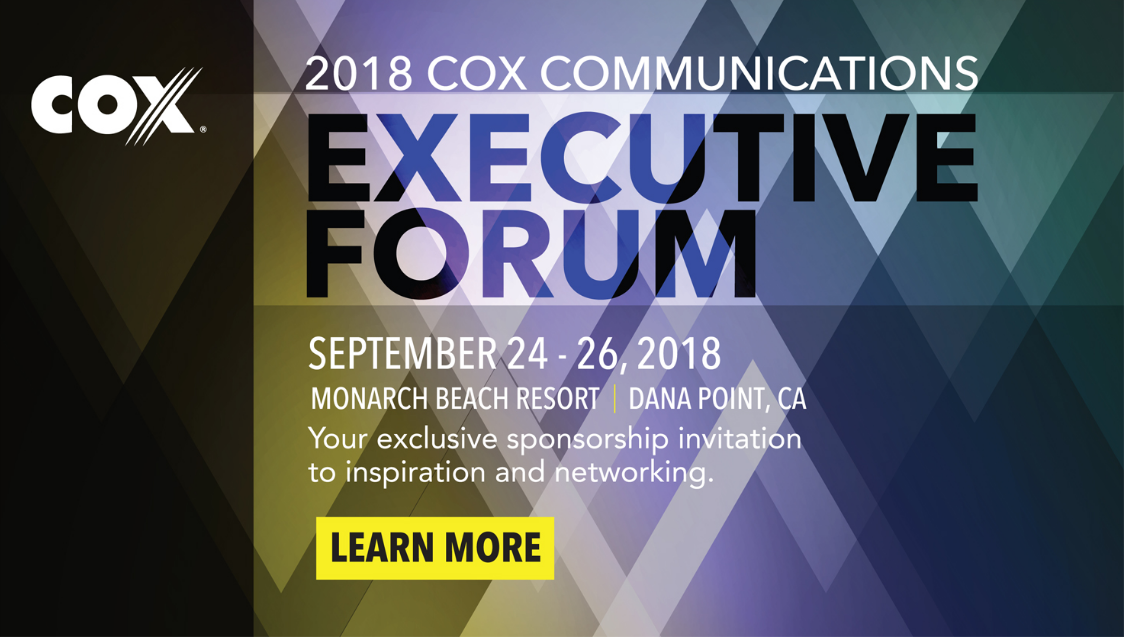 COX®
2018 COX COMMUNICATIONS
EXECUTIVE
FORUM
SEPTEMBER 24 - 26, 2018
MONARCH BEACH RESORT | DANA POINT, CA
Your exclusive sponsorship invitation
to inspiration and networking.
LEARN MORE